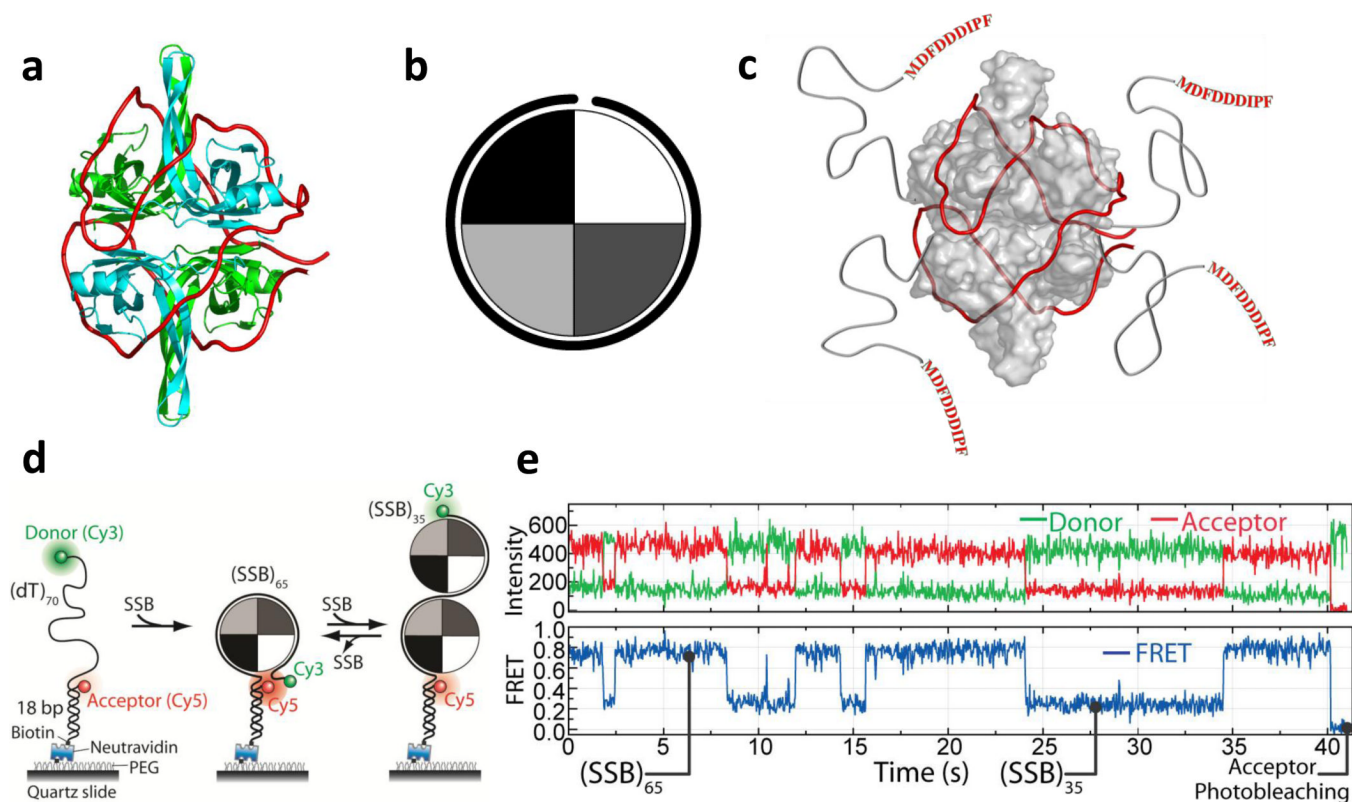 a
b
c
MDFDDDIPF
MDFDDDIPF
MDFDDDIPF
MDFDDDIPF
d
Donor (Cy3)
(dT)70
SSB
Acceptor (Cy5)
18 bp
Biotin
Neutravidin
PEG
Quartz slide
(SSB)65
Cy3
Cy5
SSB
SSB
(SSB)35
Cy3
Cy5
e
Intensity
600
400
200
0
Donor
Acceptor
FRET
1.0
0.8
0.6
0.4
0.2
0.0
FRET
0 5 10 15 20 25 30 35 40
(SSB)65
Time (s)
(SSB)35
Acceptor
Photobleaching